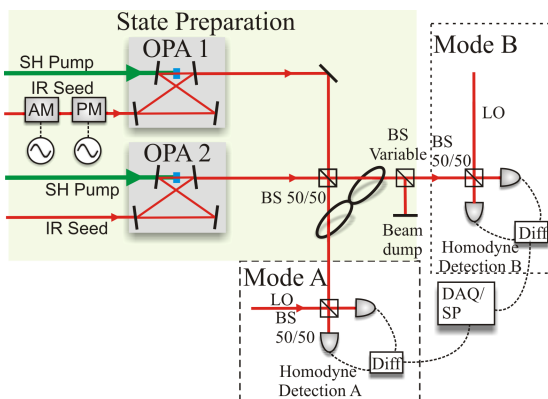 State Preparation
OPA 1
SH Pump
IR Seed
AM
PM
OPA 2
SH Pump
IR Seed
BS 50/50
BS
Variable
Beam
dump
Mode B
LO
BS
50/50
Diff
Homodyne
Detection B
Mode A
LO
BS
50/50
Diff
Homodyne
Detection A
DAQ/
SP